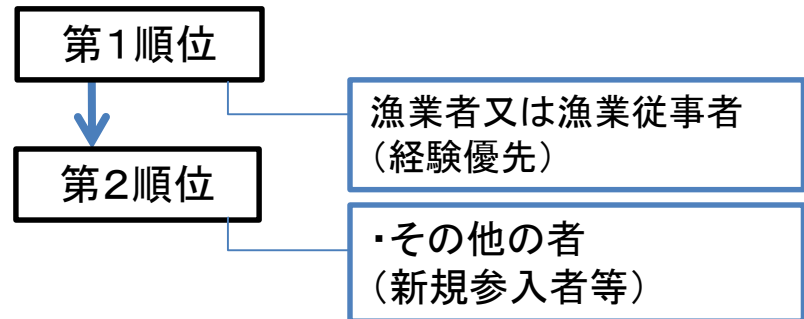 第１順位
漁業者又は漁業従事者
（経験優先）
第２順位
・その他の者
（新規参入者等）